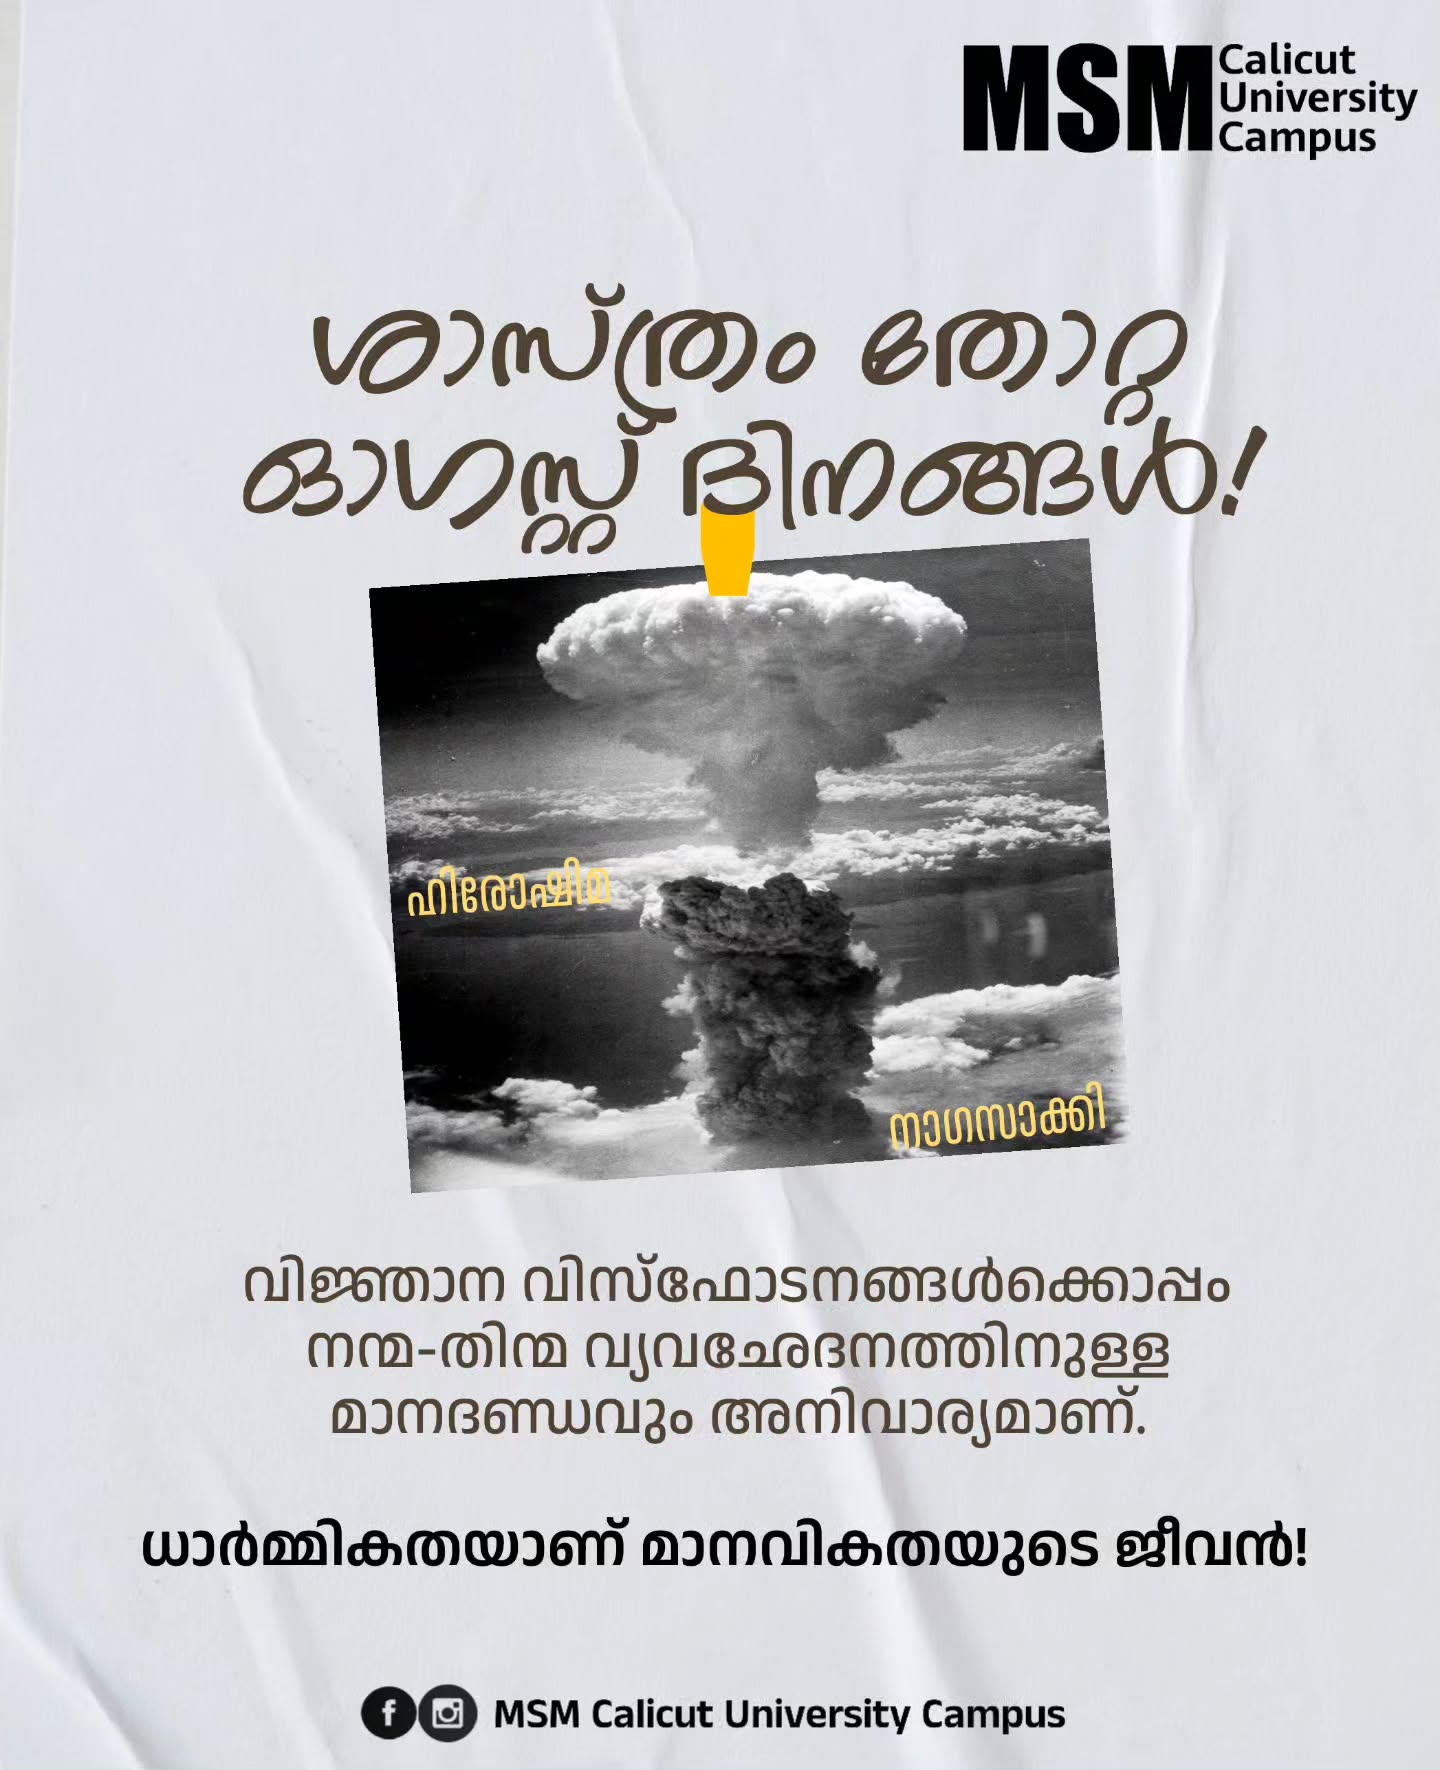 MSM Calicut
University
Campus
ശാസ്ത്രം തോറ്റ
ഓഗസ്റ്റ് ദിനങ്ങൾ!
ഹിരോഷിമ
നാഗസാക്കി
വിജ്ഞാന വിസ്ഫോടനങ്ങൾക്കൊപ്പം
നന്മ-തിന്മ വ്യവഛേദനത്തിനുള്ള
മാനദണ്ഡവും അനിവാര്യമാണ്.
ധാർമ്മികതയാണ് മാനവികതയുടെ ജീവൻ!
MSM Calicut University Campus